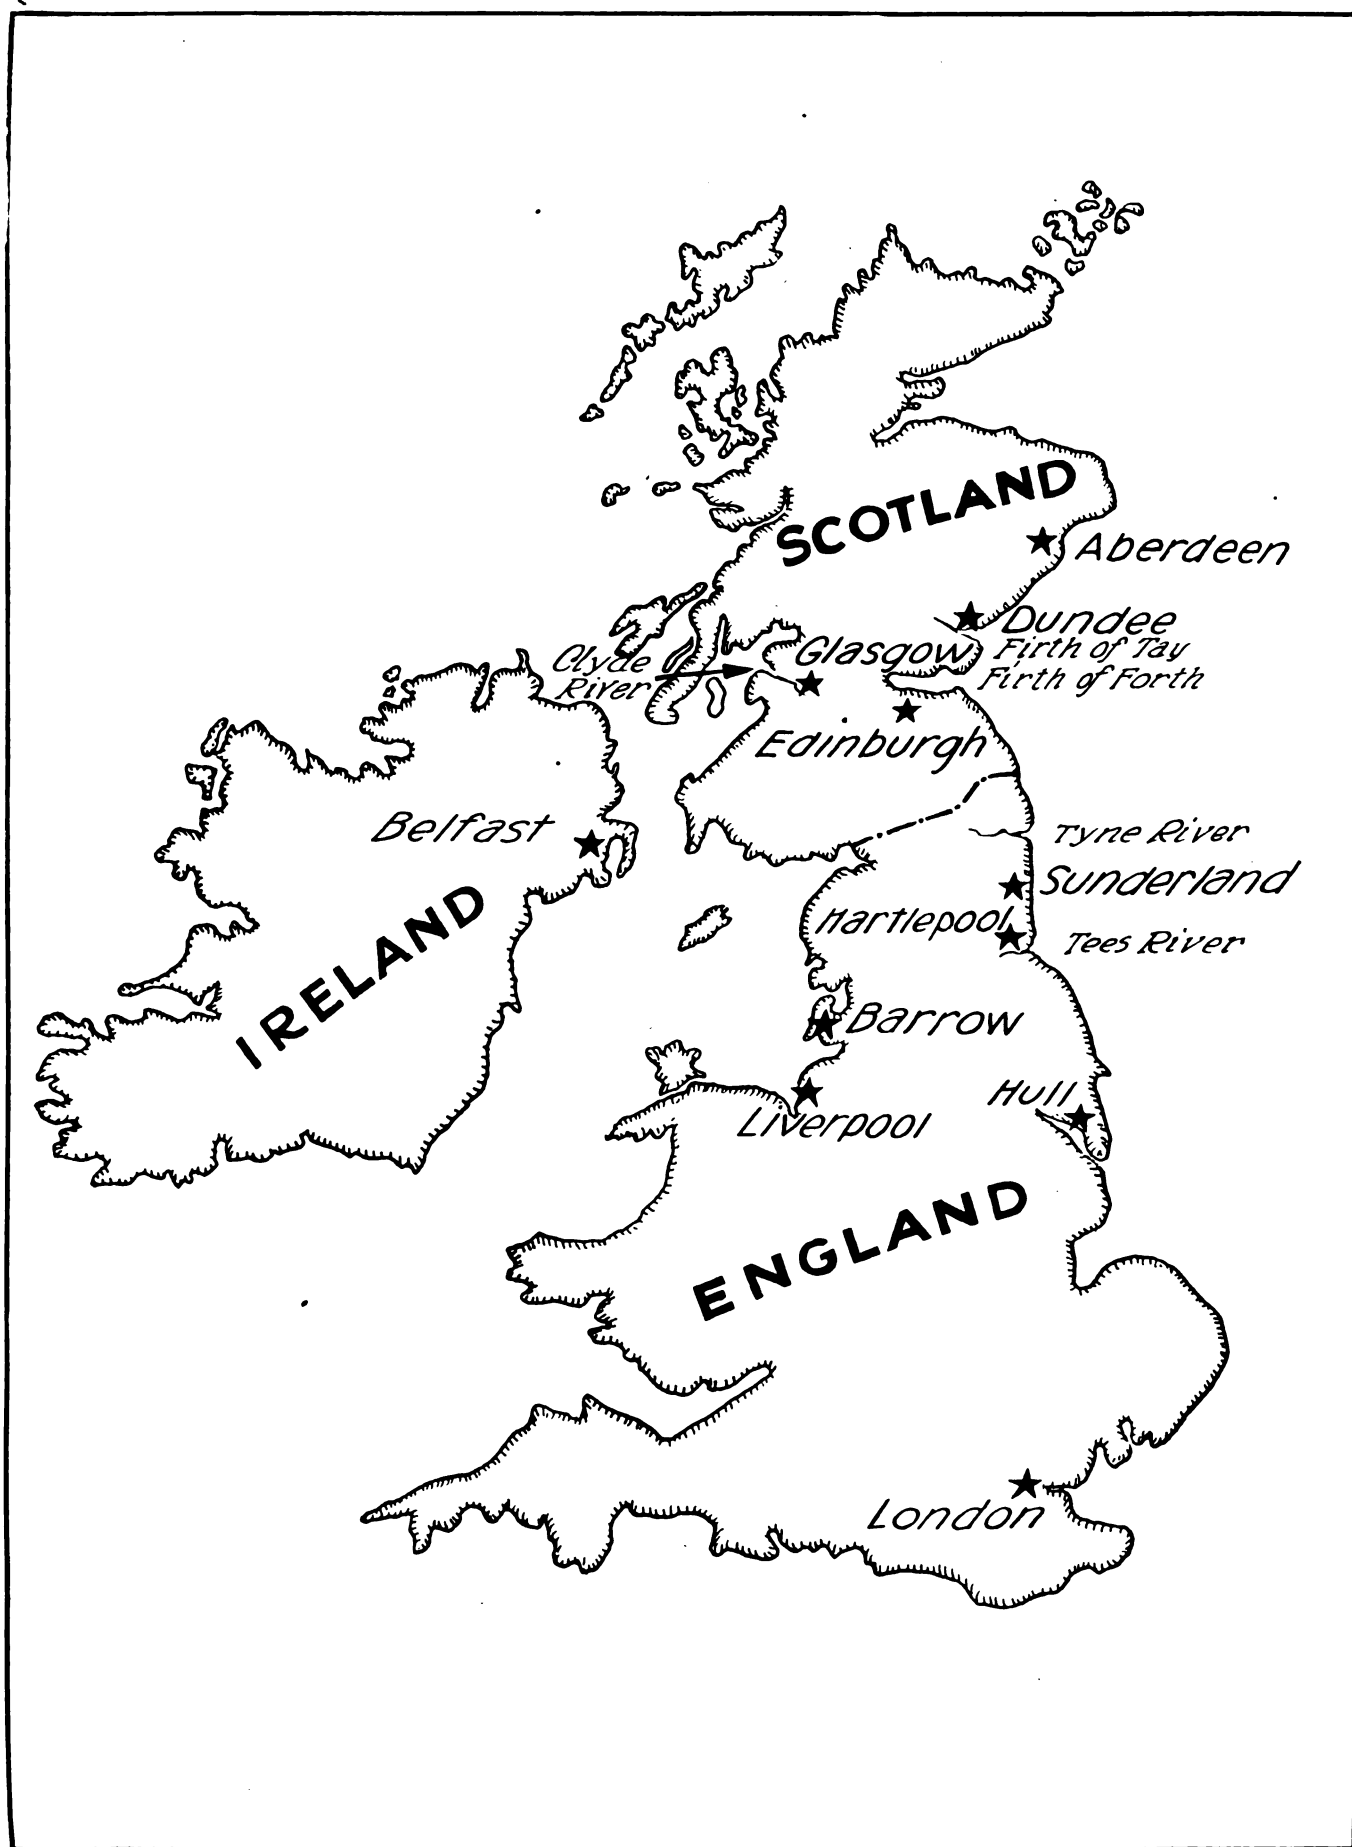 SCOTLAND
Aberdeen
Dundee
Glasgow
Firth of Tay
Clyde
River
Firth of Forth
Edinburgh
Belfast
Tyne River
Sunderland
IRELAND
Hartlepool
Tees River
Barrow
Hull
Liverpool
ENGLAND
London